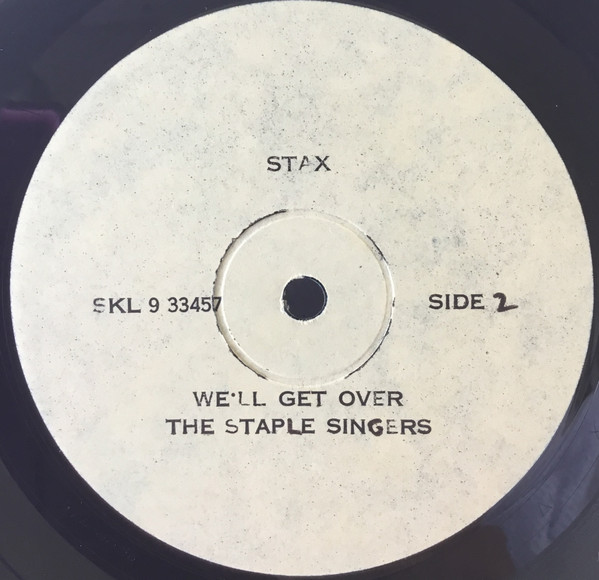 STAX
SKL 9 33457
SIDE 2
WE'LL GET OVER
THE STAPLE SINGERS